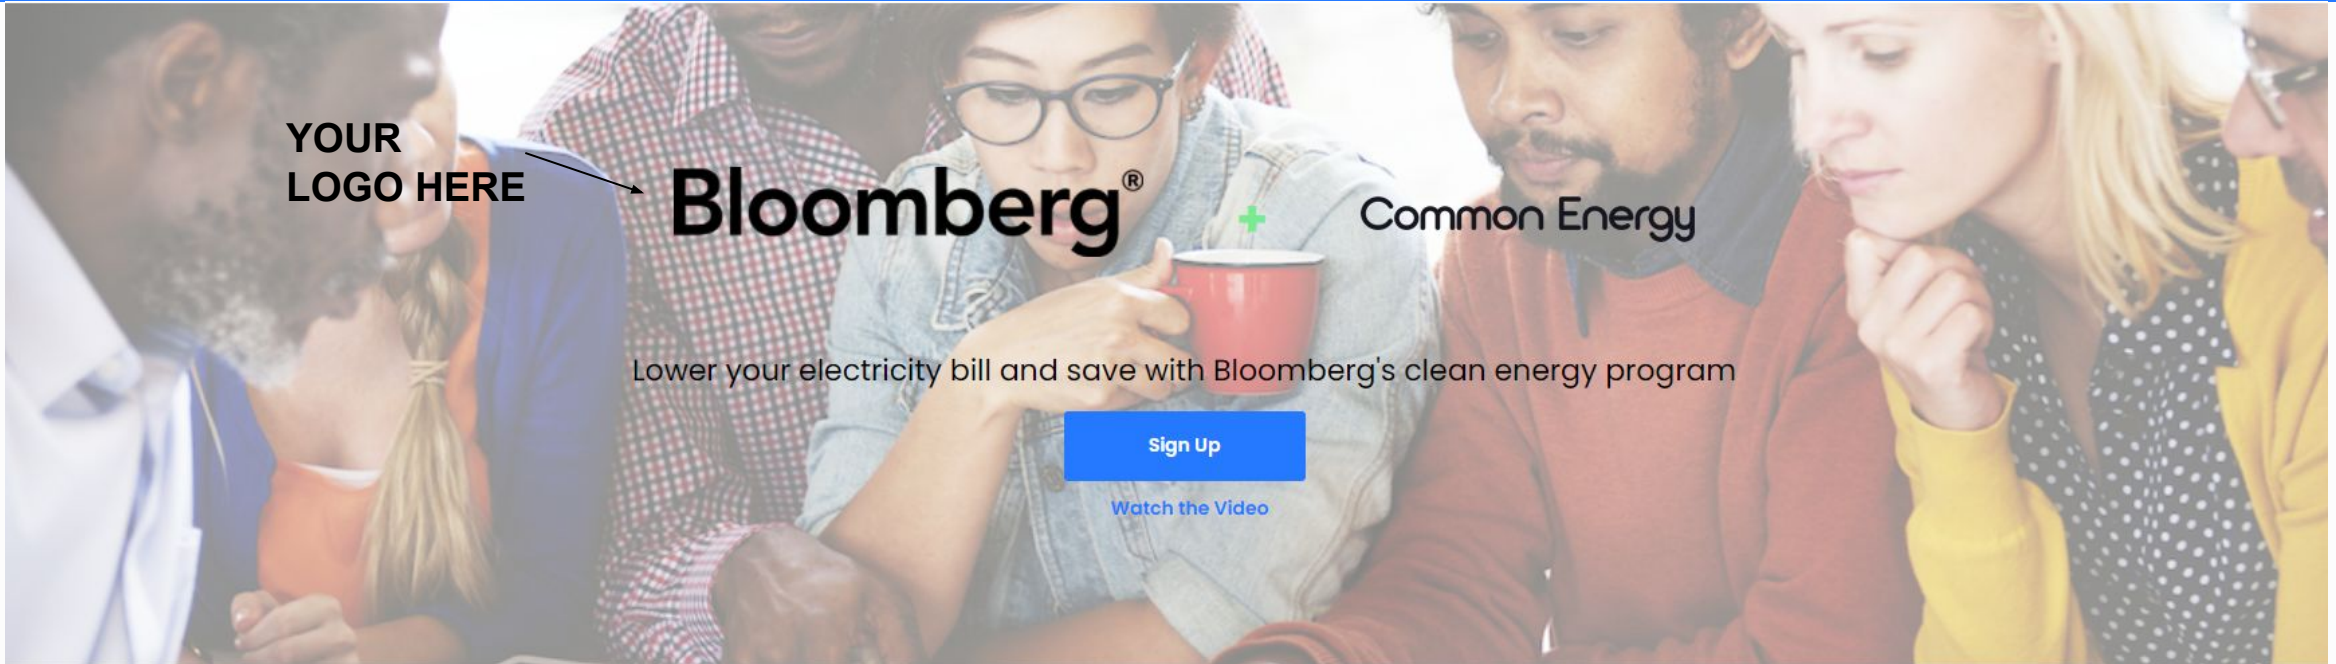 YOUR
LOGO HERE
Bloomberg®
+
Common Energy
Lower your electricity bill and save with Bloomberg's clean energy program
Sign Up
Watch the Video